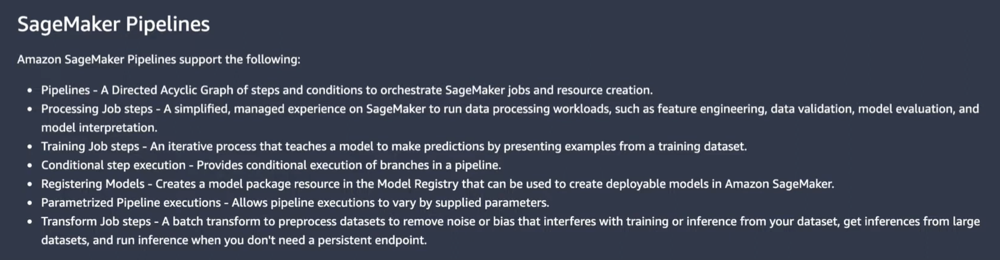 SageMaker Pipelines
Amazon SageMaker Pipelines support the following:
• Pipelines - A Directed Acyclic Graph of steps and conditions to orchestrate SageMaker jobs and resource creation.
• Processing Job steps - A simplified, managed experience on SageMaker to run data processing workloads, such as feature engineering, data validation, model evaluation, and
model interpretation.
• Training Job steps - An iterative process that teaches a model to make predictions by presenting examples from a training dataset.
• Conditional step execution - Provides conditional execution of branches in a pipeline.
• Registering Models - Creates a model package resource in the Model Registry that can be used to create deployable models in Amazon SageMaker.
• Parametrized Pipeline executions - Allows pipeline executions to vary by supplied parameters.
• Transform Job steps - A batch transform to preprocess datasets to remove noise or bias that interferes with training or inference from your dataset, get inferences from large
datasets, and run inference when you don't need a persistent endpoint.